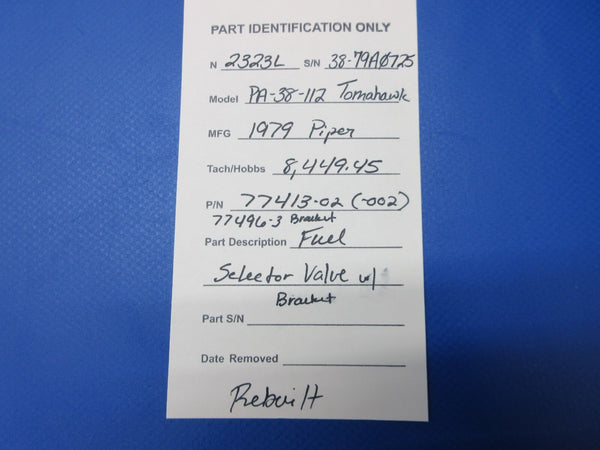 PART IDENTIFICATION ONLY
N 2323L S/N 38-79A0725
Model PA-38-112 Tomahawk
MFG 1979 Piper
Tach/Hobbs 8,449.45
P/N 77413-02 (-002)
77496-3 Bracket
Part Description Fuel
Selector Valve w/
Bracket
Part S/N
Date Removed
Rebuilt